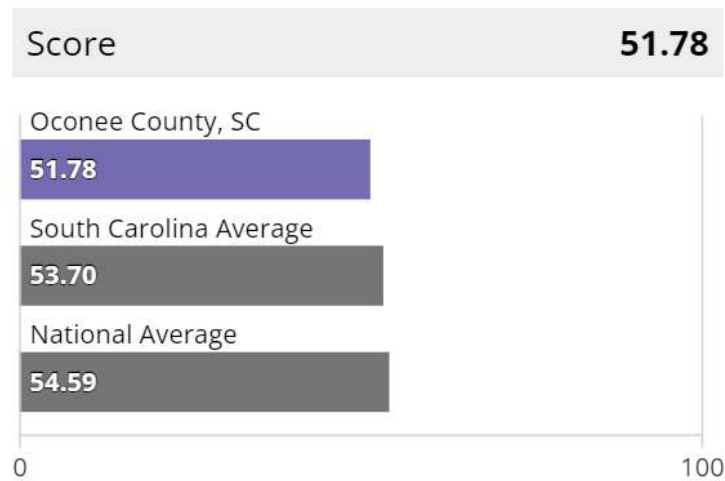 Score 51.78
Oconee County, SC
51.78
South Carolina Average
53.70
National Average
54.59
0 100